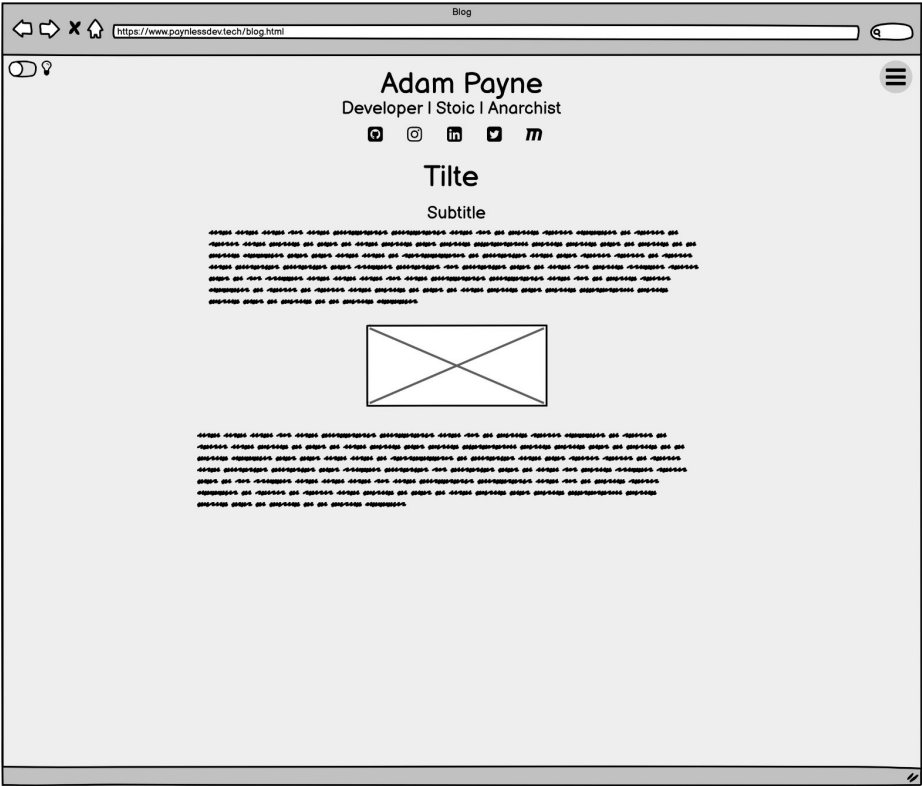 Blog
https://www.paynlessdev.tech/blog.html
Adam Payne
Developer | Stoic | Anarchist
Tilte
Subtitle